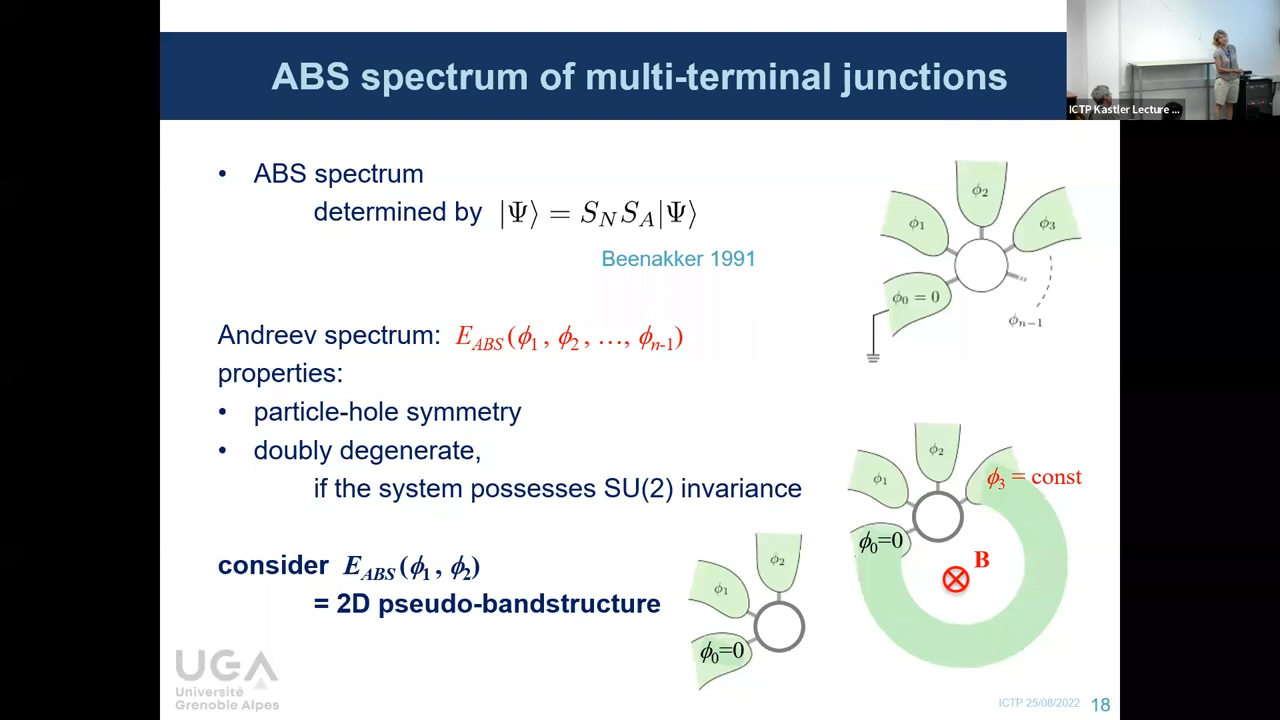 ABS spectrum of multi-terminal junctions
ICTP Kastler Lecture ...
• ABS spectrum
determined by |Ψ⟩ = S_N S_A|Ψ⟩
Beenakker 1991
ϕ₁
ϕ₂
ϕ₃
ϕ₀ = 0
ϕₙ₋₁
Andreev spectrum: E_ABS(ϕ₁, ϕ₂, …, ϕₙ₋₁)
properties:
• particle-hole symmetry
• doubly degenerate,
if the system possesses SU(2) invariance
ϕ₁
ϕ₂
ϕ₃ = const
ϕ₀=0
B
consider E_ABS(ϕ₁, ϕ₂)
= 2D pseudo-bandstructure
ϕ₁
ϕ₂
ϕ₀=0
UGA
Université
Grenoble Alpes
ICTP 25/08/2022 18